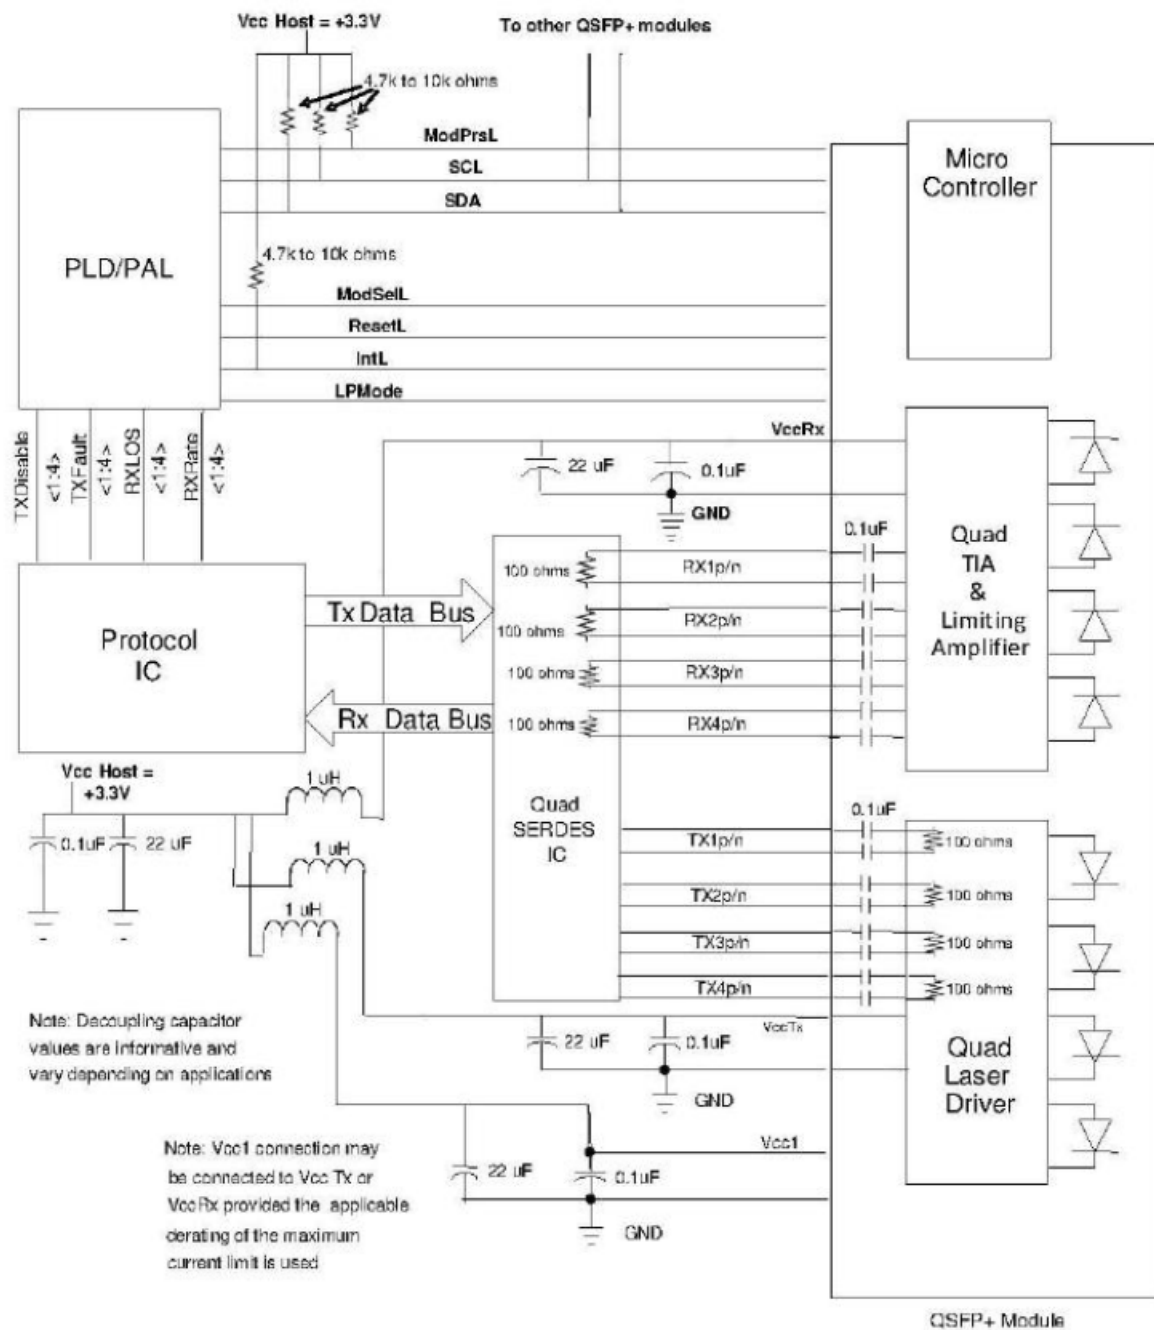 Vcc Host = +3.3V
To other QSFP+ modules
4.7k to 10k ohms
ModPrsL
SCL
SDA
Micro
Controller
PLD/PAL
4.7k to 10k ohms
ModSelL
ResetL
IntL
LPMode
TXDisable
<1:4>
TXFault
<1:4>
RXLOS
<1:4>
RXRate
<1:4>
VccRx
22 uF
0.1uF
GND
0.1uF
Quad
TIA
&
Limiting
Amplifier
100 ohms
RX1p/n
Tx Data Bus
100 ohms
RX2p/n
Protocol
IC
100 ohms
RX3p/n
Rx Data Bus
100 ohms
RX4p/n
Vcc Host =
+3.3V
1 uH
0.1uF
22 uF
Quad
SERDES
IC
0.1uF
TX1p/n
100 ohms
1 uH
TX2p/n
100 ohms
1 uH
TX3p/n
100 ohms
TX4p/n
100 ohms
Note: Decoupling capacitor
values are informative and
vary depending on applications
22 uF
0.1uF
VccTx
GND
Quad
Laser
Driver
Note: Vcc1 connection may
be connected to Vcc Tx or
VccRx provided the applicable
derating of the maximum
current limit is used
22 uF
0.1uF
Vcc1
GND
QSFP+ Module